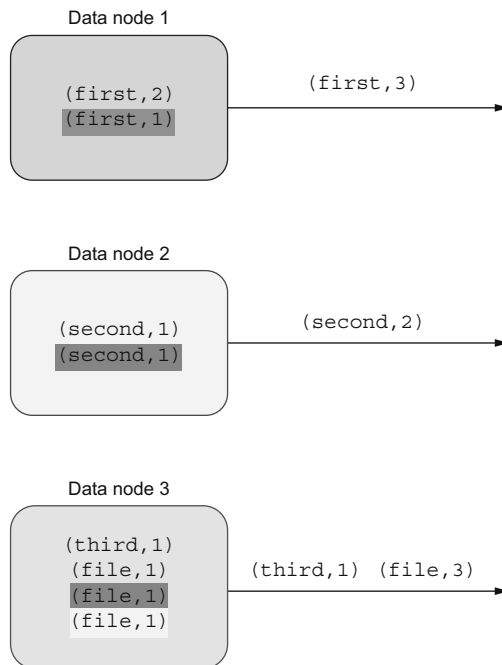 Data node 1
(first,2)
(first,1)
(first,3)
Data node 2
(second,1)
(second,1)
(second,2)
Data node 3
(third,1)
(file,1)
(file,1)
(file,1)
(third,1) (file,3)